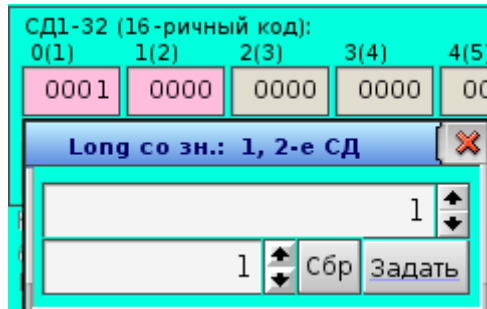 СД1-32 (16-ричный код):
0(1) 1(2) 2(3) 3(4) 4(5
0001 0000 0000 0000 00
Long со зн.: 1, 2-е СД
1
1 Сбр Задать